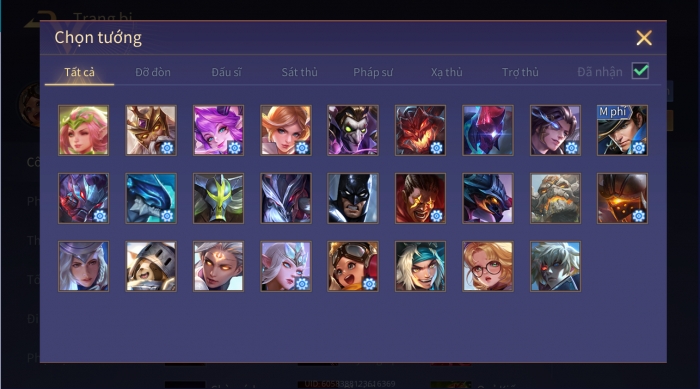 Trang bị
Chọn tướng
Tất cả
Đỡ đòn
Đấu sĩ
Sát thủ
Pháp sư
Xạ thủ
Trợ thủ
Đã nhận
M phí